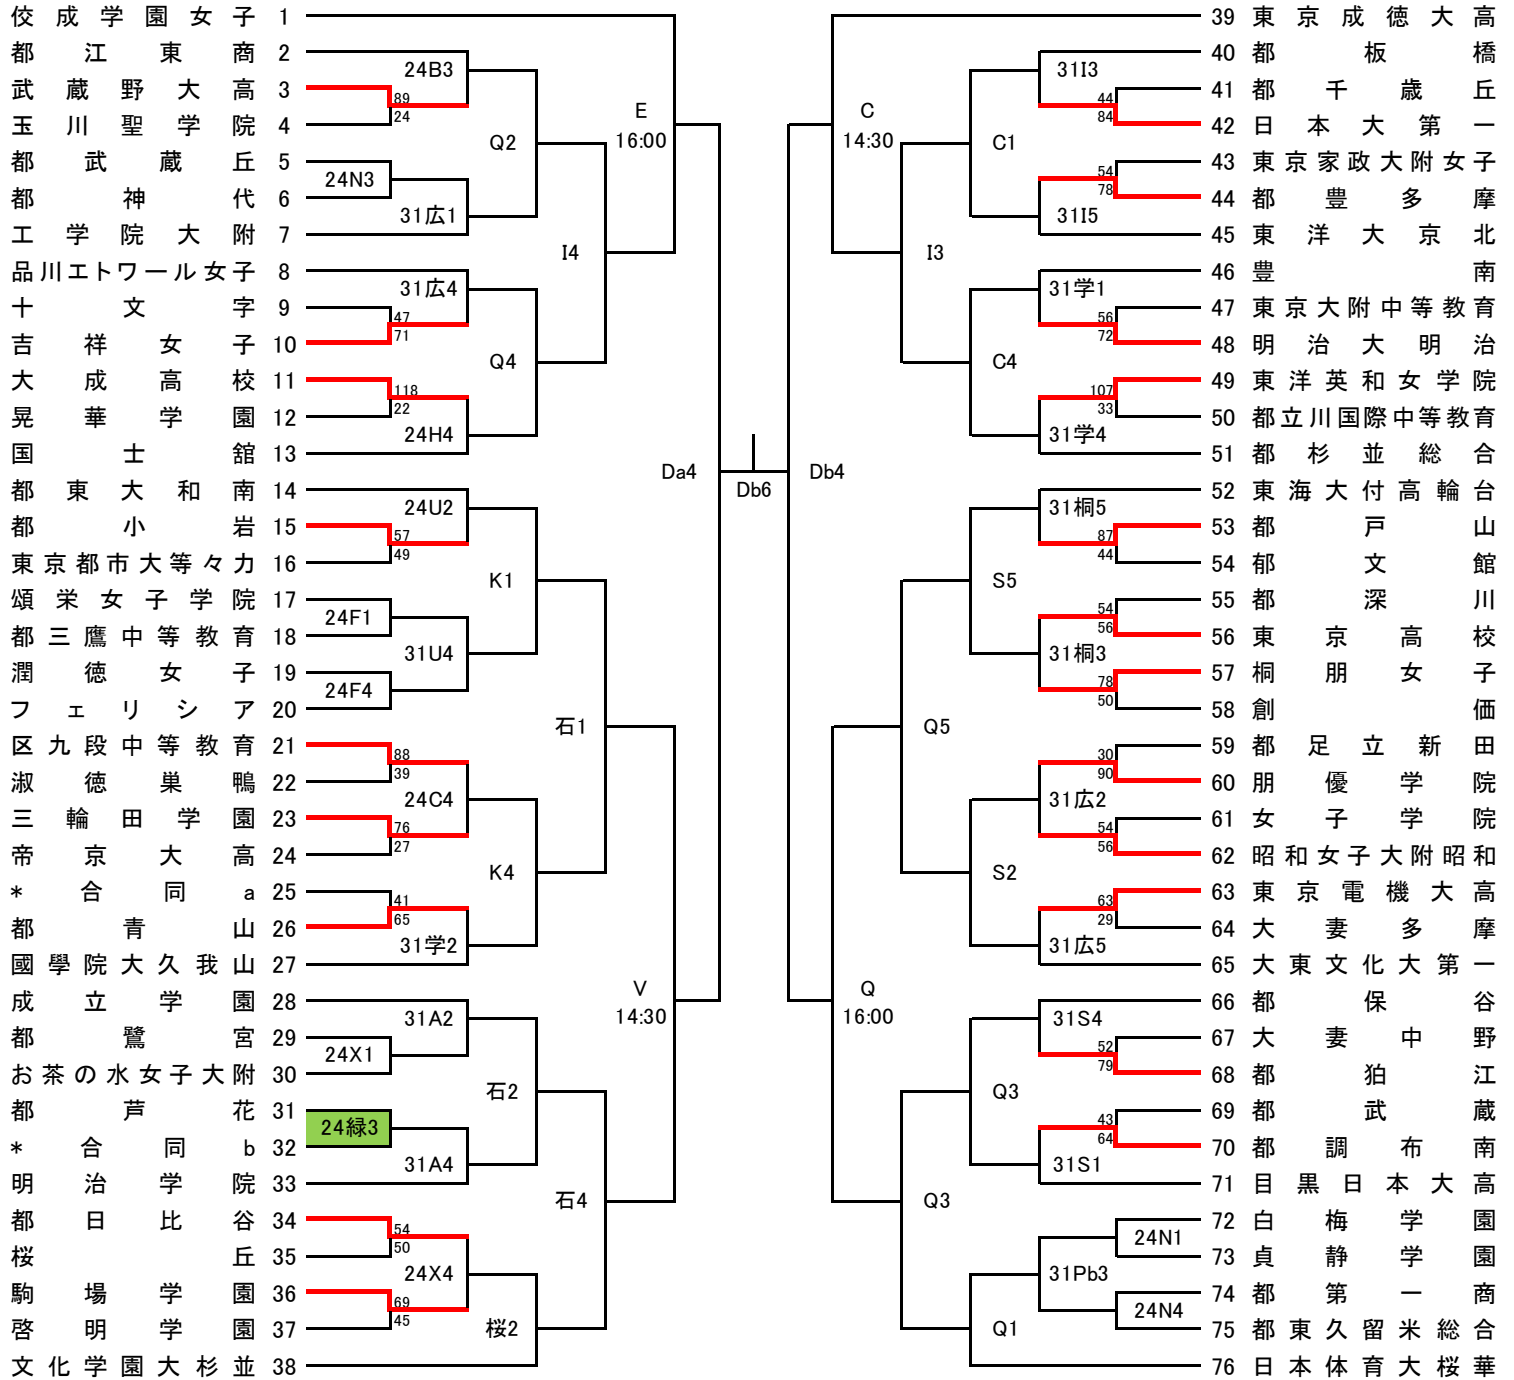 佼成学園女子 1
都江東商 2
24B3
武蔵野大高 3
89
24
玉川聖学院 4
Q2
都武蔵丘 5
24N3
都神代 6
31広1
工学院大附 7
E
16:00
I4
品川エトワール女子 8
31広4
十文字 9
47
71
吉祥女子 10
Q4
大成高校 11
118
22
晃華学園 12
24H4
国士舘 13
Da4
都東大和南 14
24U2
都小岩 15
57
49
東京都市大等々力 16
K1
頌栄女子学院 17
24F1
都三鷹中等教育 18
31U4
潤徳女子 19
24F4
フェリシア 20
石1
区九段中等教育 21
88
39
淑徳巣鴨 22
24C4
三輪田学園 23
76
27
帝京大高 24
K4
*合同a 25
41
65
都青山 26
31学2
國學院大久我山 27
V
14:30
成立学園 28
31A2
都鷺宮 29
24X1
お茶の水女子大附 30
石2
都芦花 31
24緑3
*合同b 32
31A4
明治学院 33
石4
都日比谷 34
54
50
桜丘 35
24X4
駒場学園 36
69
45
啓明学園 37
桜2
文化学園大杉並 38
Db6
39 東京成徳大高
40 都板橋
31I3
41 都千歳丘
44
84
42 日本大第一
C
14:30
C1
43 東京家政大附女子
54
78
44 都豊多摩
31I5
45 東洋大京北
I3
46 豊南
31学1
47 東京大附中等教育
56
72
48 明治大明治
C4
49 東洋英和女学院
107
33
50 都立川国際中等教育
31学4
51 都杉並総合
Db4
52 東海大付高輪台
31桐5
53 都戸山
87
44
54 郁文館
S5
55 都深川
54
56
56 東京高校
31桐3
57 桐朋女子
78
50
58 創価
Q5
59 都足立新田
30
90
60 朋優学院
31広2
61 女子学院
54
56
62 昭和女子大附昭和
S2
63 東京電機大高
63
29
64 大妻多摩
31広5
65 大東文化大第一
Q
16:00
66 都保谷
31S4
67 大妻中野
52
79
68 都狛江
Q3
69 都武蔵
43
64
70 都調布南
31S1
71 目黒日本大高
Q3
72 白梅学園
24N1
73 貞静学園
31Pb3
74 都第一商
24N4
75 都東久留米総合
Q1
76 日本体育大桜華